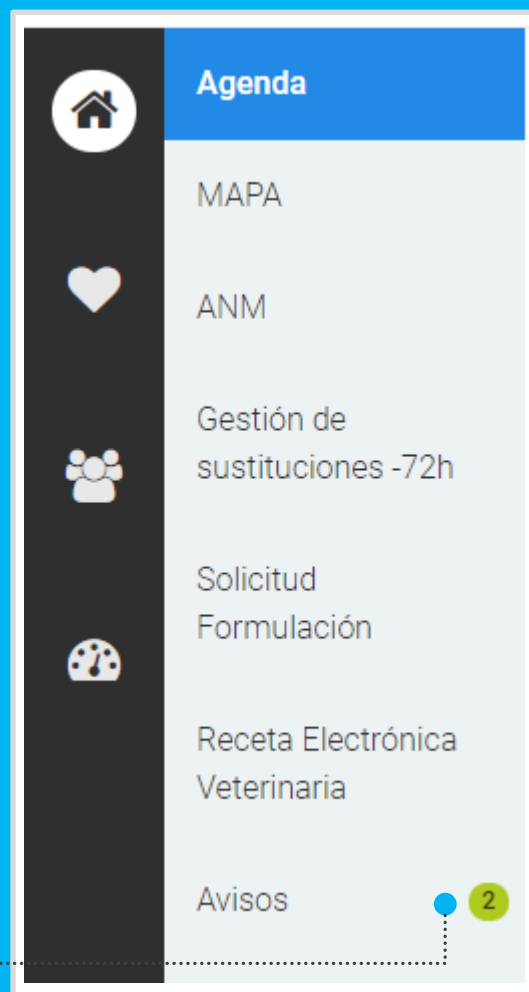 Agenda
MAPA
ANM
Gestión de
sustituciones -72h
Solicitud
Formulación
Receta Electrónica
Veterinaria
Avisos 2